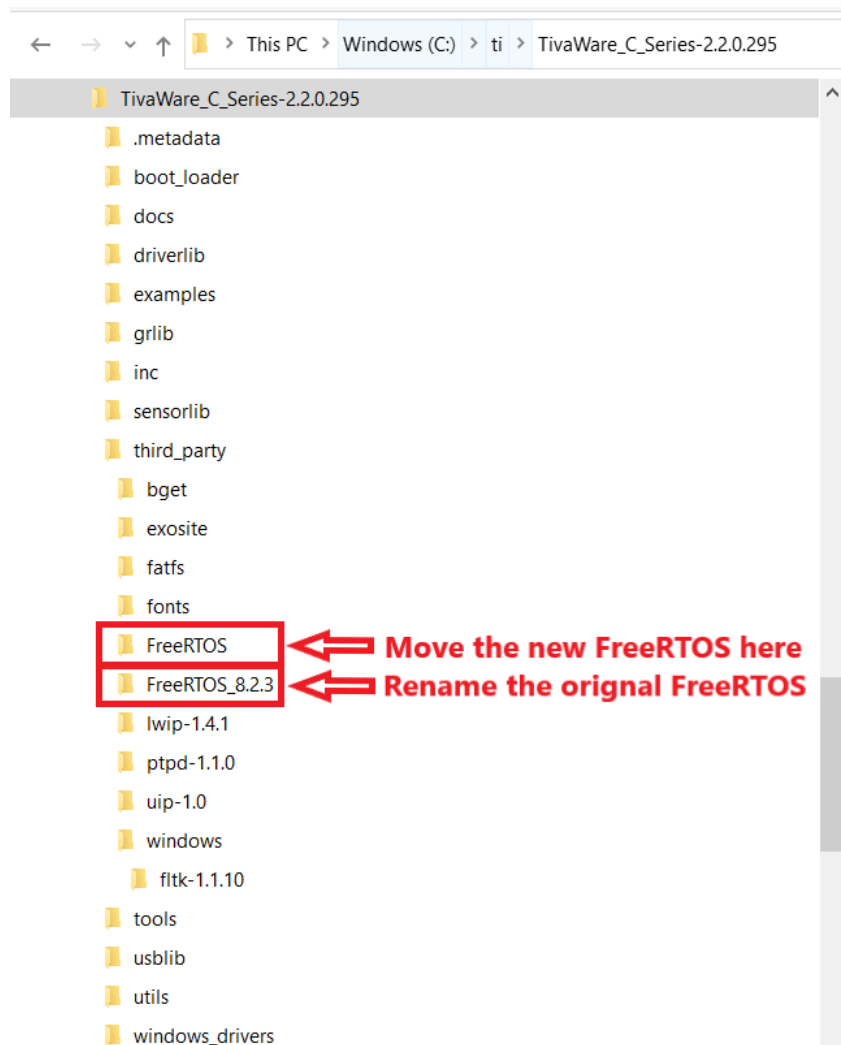 This PC > Windows (C:) > ti > TivaWare_C_Series-2.2.0.295
TivaWare_C_Series-2.2.0.295
.metadata
boot_loader
docs
driverlib
examples
grlib
inc
sensorlib
third_party
bget
exosite
fatfs
fonts
FreeRTOS Move the new FreeRTOS here
FreeRTOS_8.2.3 Rename the orignal FreeRTOS
lwip-1.4.1
ptpd-1.1.0
uip-1.0
windows
fltk-1.1.10
tools
usblib
utils
windows_drivers